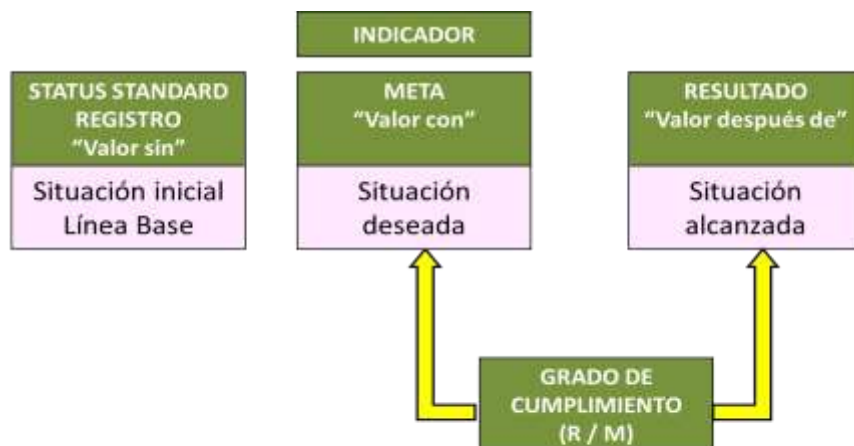 INDICADOR
STATUS STANDARD
REGISTRO
“Valor sin”
Situación inicial
Línea Base
META
“Valor con”
Situación
deseada
RESULTADO
“Valor después de”
Situación
alcanzada
GRADO DE
CUMPLIMIENTO
(R / M)